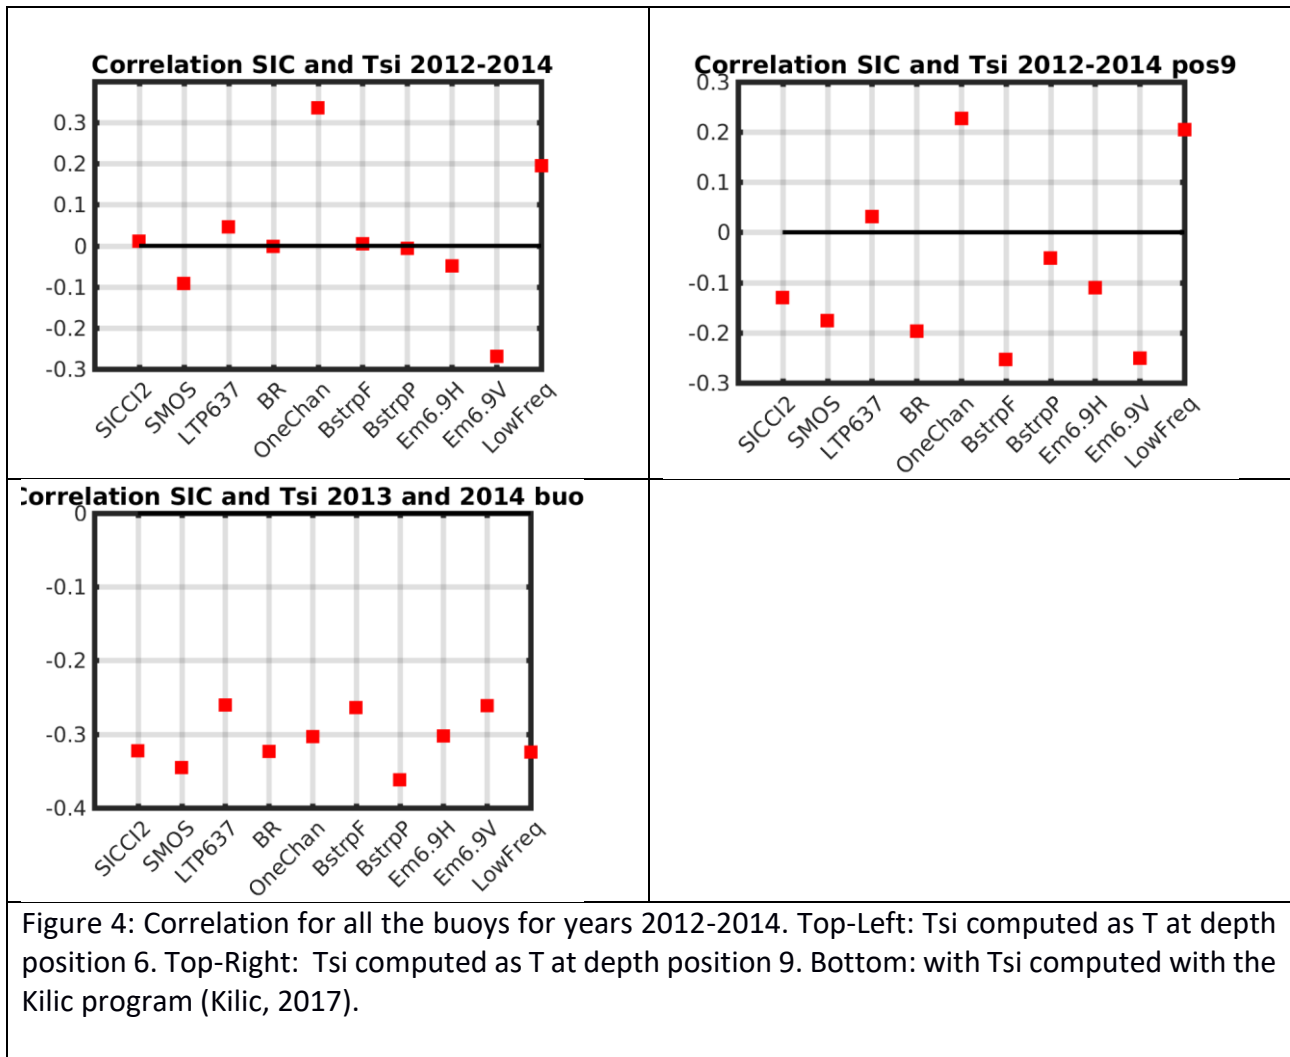 Correlation SIC and Tsi 2012-2014
0.3
0.2
0.1
0
-0.1
-0.2
-0.3
SICCI2
SMOS
LTP637
BR
OneChan
BstrpF
BstrpP
Em6.9H
Em6.9V
LowFreq
Correlation SIC and Tsi 2012-2014 pos9
0.3
0.2
0.1
0
-0.1
-0.2
-0.3
SICCI2
SMOS
LTP637
BR
OneChan
BstrpF
BstrpP
Em6.9H
Em6.9V
LowFreq
Correlation SIC and Tsi 2013 and 2014 buo
0
-0.1
-0.2
-0.3
-0.4
SICCI2
SMOS
LTP637
BR
OneChan
BstrpF
BstrpP
Em6.9H
Em6.9V
LowFreq
Figure 4: Correlation for all the buoys for years 2012-2014. Top-Left: Tsi computed as T at depth
position 6. Top-Right: Tsi computed as T at depth position 9. Bottom: with Tsi computed with the
Kilic program (Kilic, 2017).